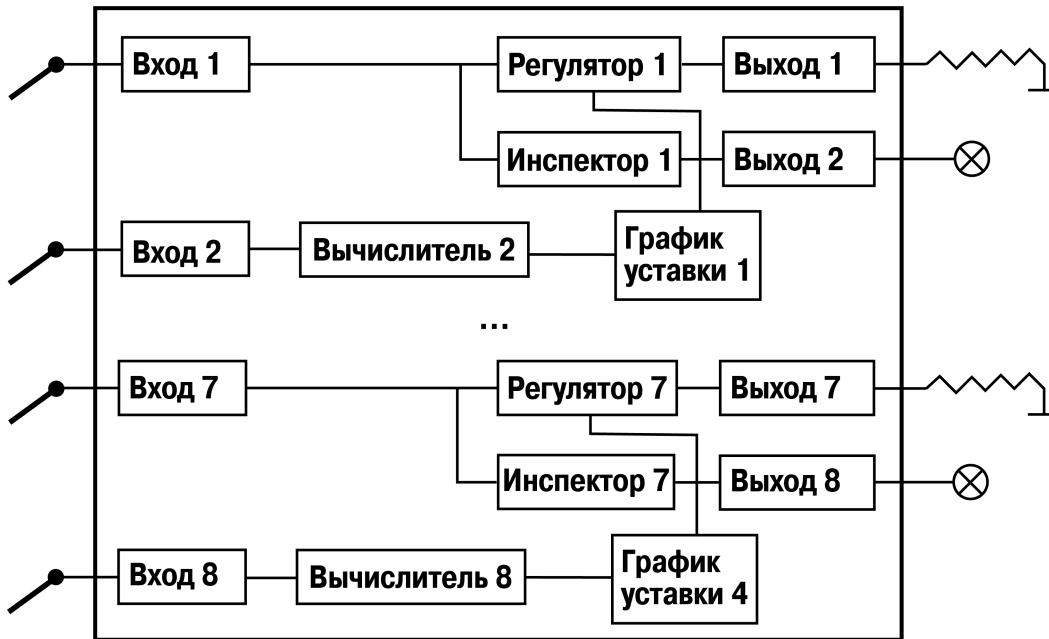 Вход 1
Регулятор 1
Выход 1
Инспектор 1
Выход 2
Вход 2
Вычислитель 2
График
уставки 1
...
Вход 7
Регулятор 7
Выход 7
Инспектор 7
Выход 8
Вход 8
Вычислитель 8
График
уставки 4